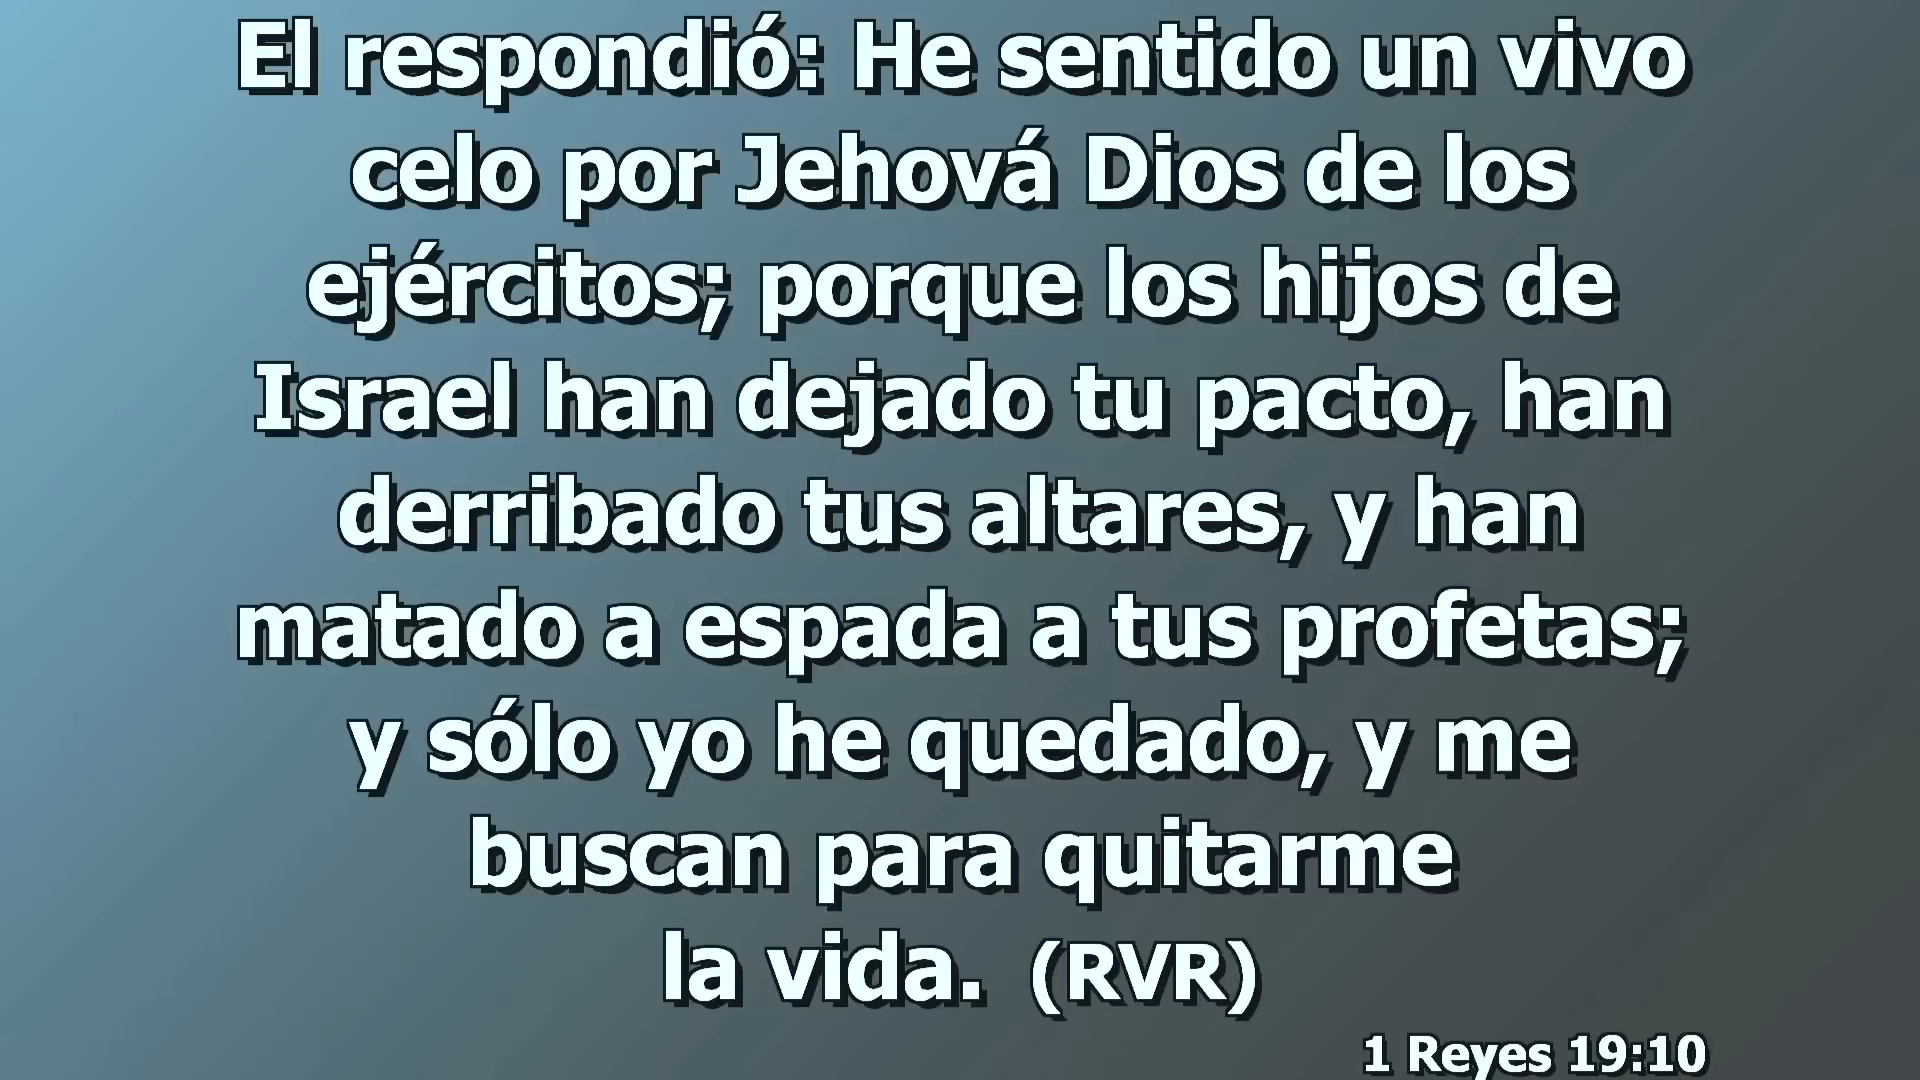 El respondió: He sentido un vivo
celo por Jehová Dios de los
ejércitos; porque los hijos de
Israel han dejado tu pacto, han
derribado tus altares, y han
matado a espada a tus profetas;
y sólo yo he quedado, y me
buscan para quitarme
la vida. (RVR)
1 Reyes 19:10